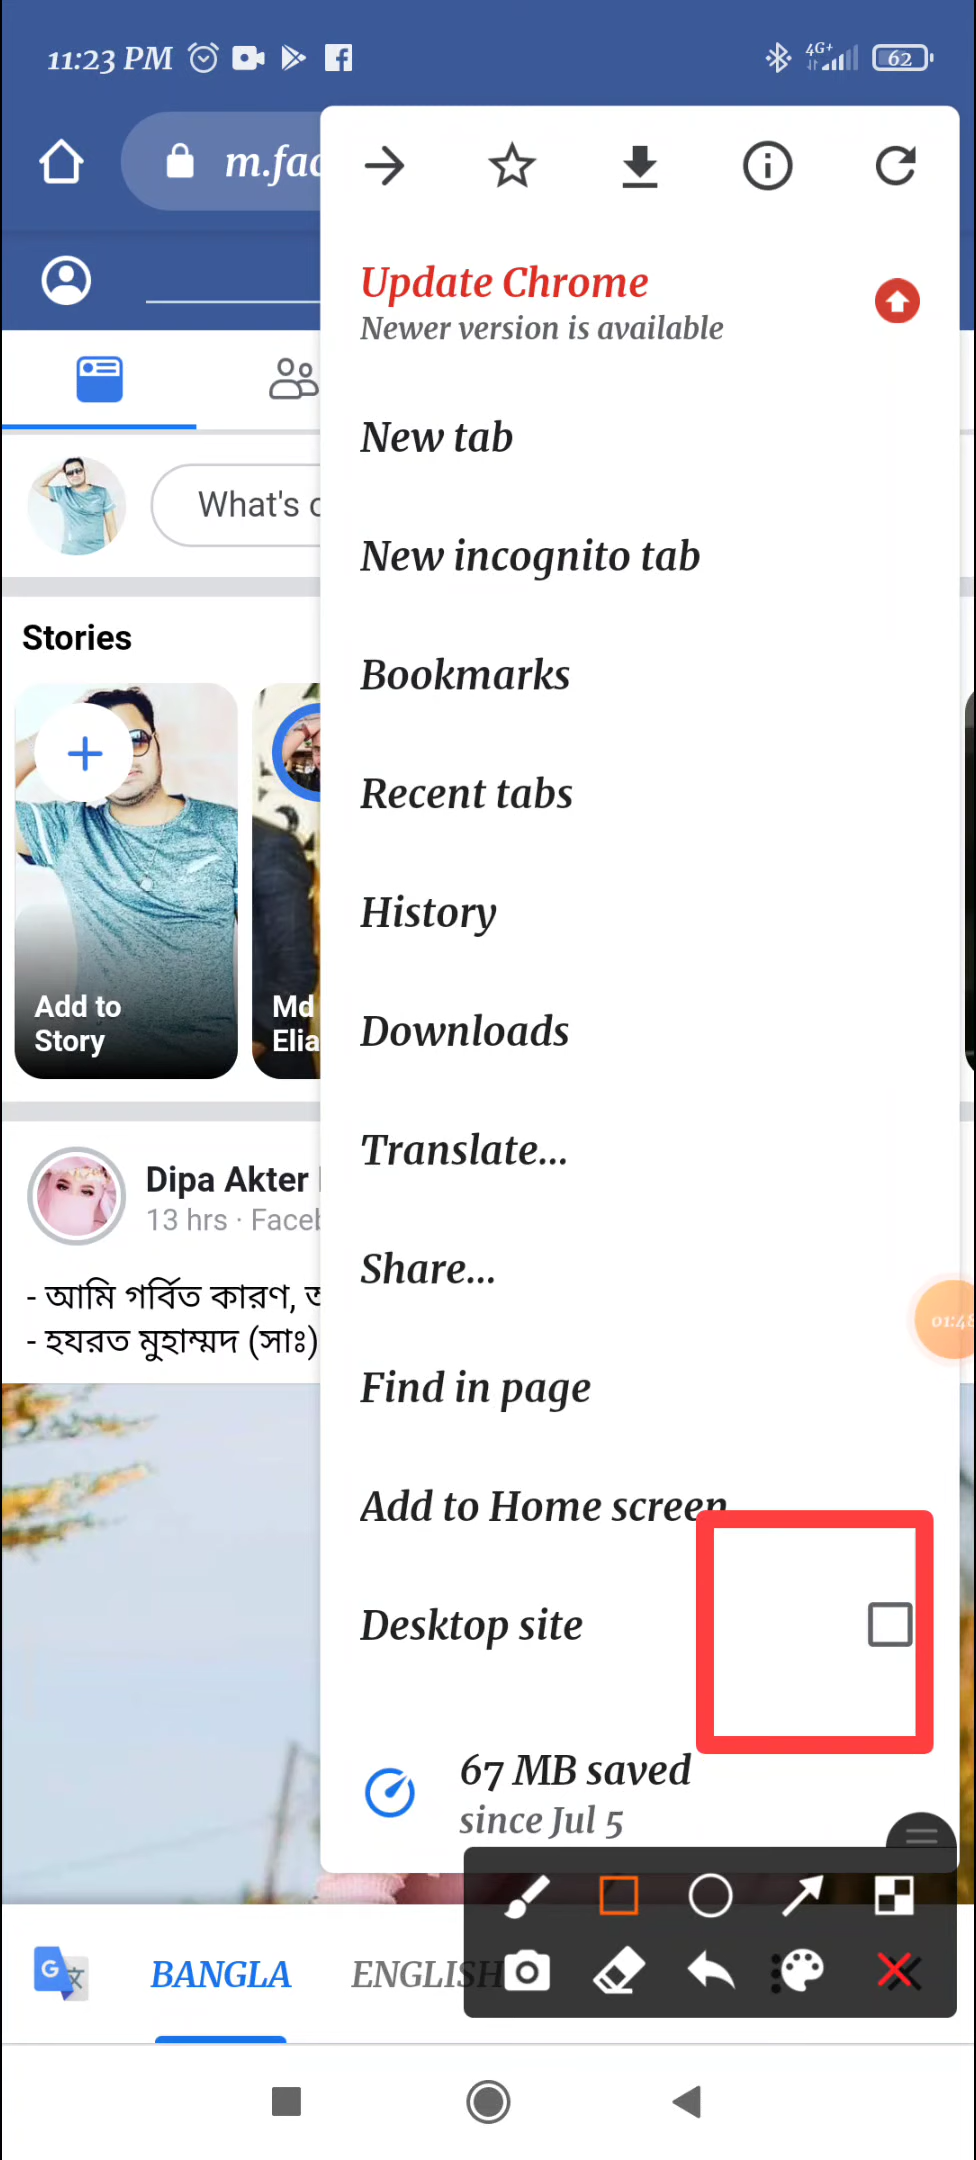 11:23 PM
4G+
62
m.fac
Update Chrome
Newer version is available
New tab
New incognito tab
Bookmarks
Recent tabs
History
Downloads
Translate...
Share...
Find in page
Add to Home screen
Desktop site
67 MB saved
since Jul 5
What's
Stories
Add to
Story
Md
Elia
Dipa Akter
13 hrs · Faceb
- আমি গর্বিত কারণ,
- হযরত মুহাম্মদ (সাঃ)
01:48
G 文
BANGLA
ENGLISH